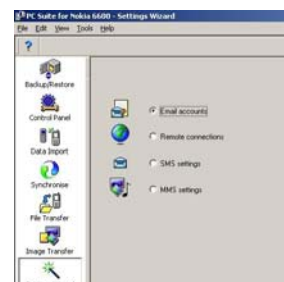 PC Suite for Nokia 6600 - Settings Wizard
File Edit View Tools Help
Backup/Restore
Control Panel
Data Import
Synchronise
File Transfer
Image Transfer
Email accounts
Remote connections
SMS settings
MMS settings